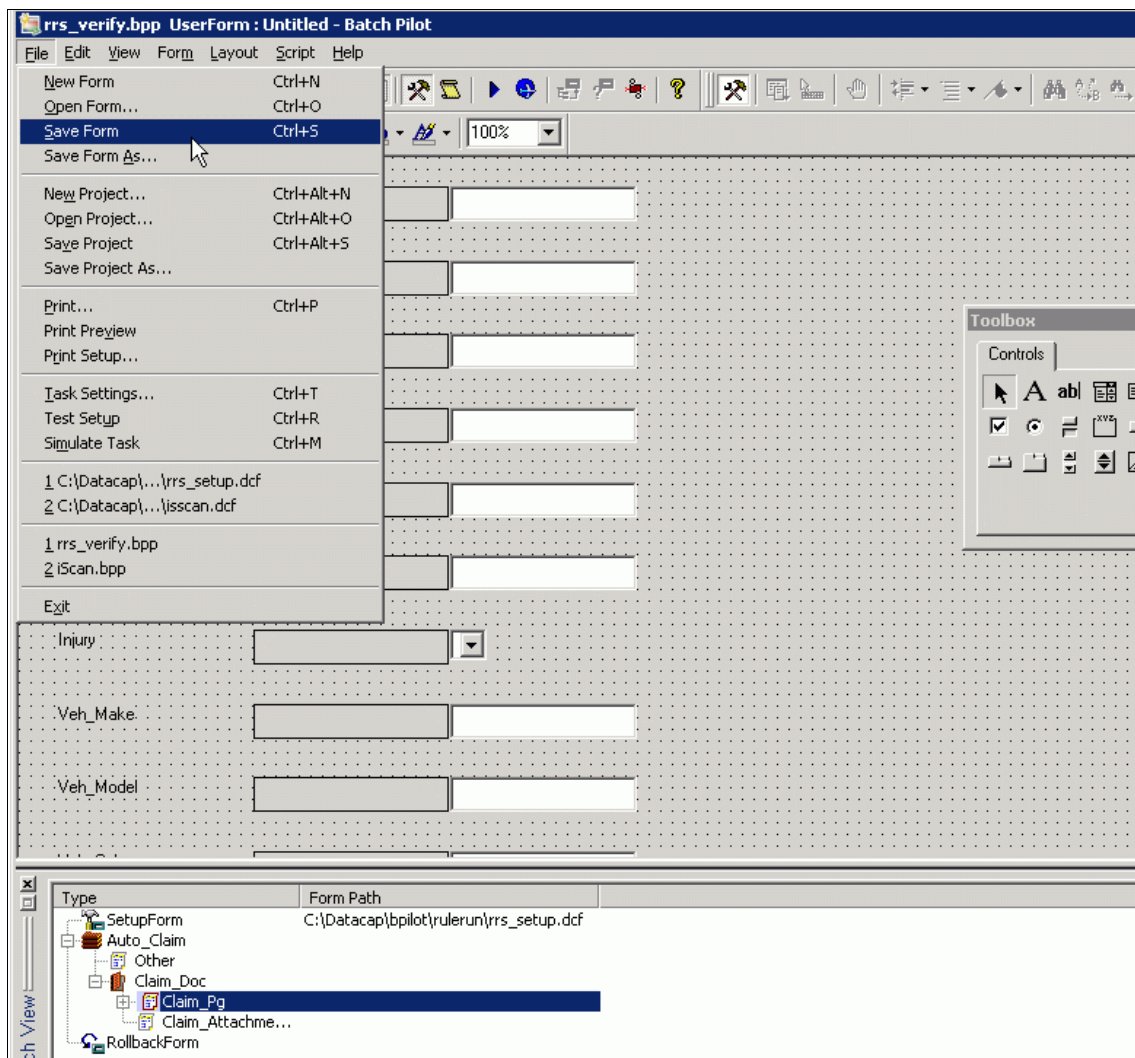 rrs_verify.bpp UserForm : Untitled - Batch Pilot
File Edit View Form Layout Script Help
New Form Ctrl+N
Open Form... Ctrl+O
Save Form Ctrl+S
Save Form As...
100%
New Project... Ctrl+Alt+N
Open Project... Ctrl+Alt+O
Save Project Ctrl+Alt+S
Save Project As...
Print... Ctrl+P
Print Preview
Print Setup...
Toolbox
Controls
A ab|
xyz
Task Settings... Ctrl+T
Test Setup Ctrl+R
Simulate Task Ctrl+M
1 C:\Datacap\...\rrs_setup.dcf
2 C:\Datacap\...\isscan.dcf
1 rrs_verify.bpp
2 iScan.bpp
Exit
Injury
Veh_Make
Veh_Model
Type Form Path
SetupForm C:\Datacap\bpilot\rulerun\rrs_setup.dcf
Auto_Claim
Other
Claim_Doc
Claim_Pg
Claim_Attachme...
RollbackForm
ch View